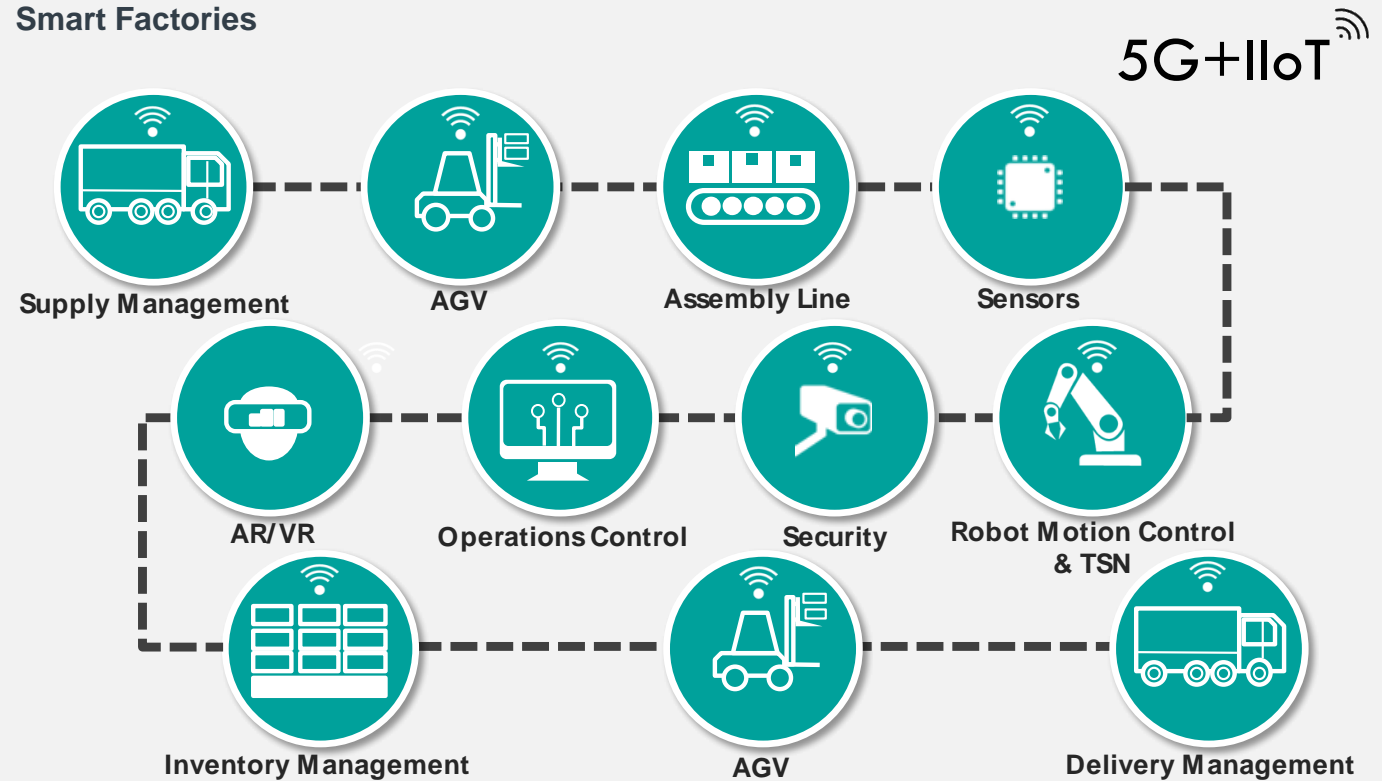 Smart Factories
5G+IIoT
Supply Management
AGV
Assembly Line
Sensors
AR/VR
Operations Control
Security
Robot Motion Control
& TSN
Inventory Management
AGV
Delivery Management